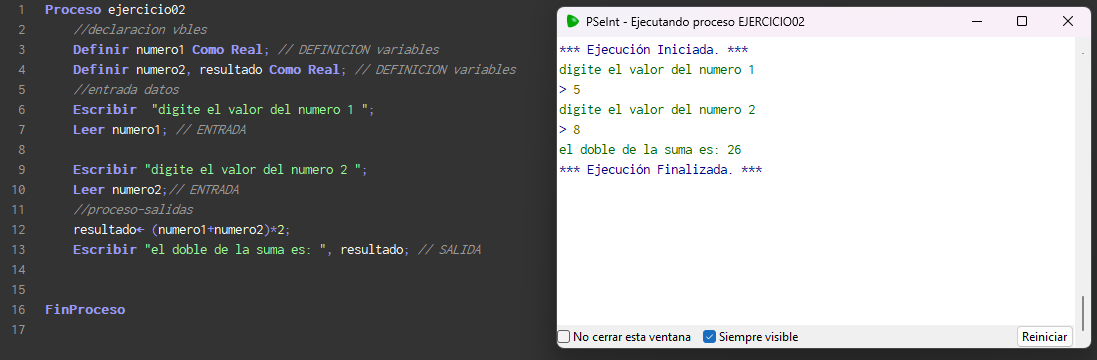 1 Proceso ejercicio02
2 //declaracion vbles
3 Definir numero1 Como Real; // DEFINICION variables
4 Definir numero2, resultado Como Real; // DEFINICION variables
5 //entrada datos
6 Escribir  "digite el valor del numero 1 ";
7 Leer numero1; // ENTRADA
8
9 Escribir "digite el valor del numero 2 ";
10 Leer numero2;// ENTRADA
11 //proceso-salidas
12 resultado← (numero1+numero2)*2;
13 Escribir "el doble de la suma es: ", resultado; // SALIDA
14
15
16 FinProceso
17
PSeInt - Ejecutando proceso EJERCICIO02
*** Ejecución Iniciada. ***
digite el valor del numero 1
> 5
digite el valor del numero 2
> 8
el doble de la suma es: 26
*** Ejecución Finalizada. ***
No cerrar esta ventana
Siempre visible
Reiniciar